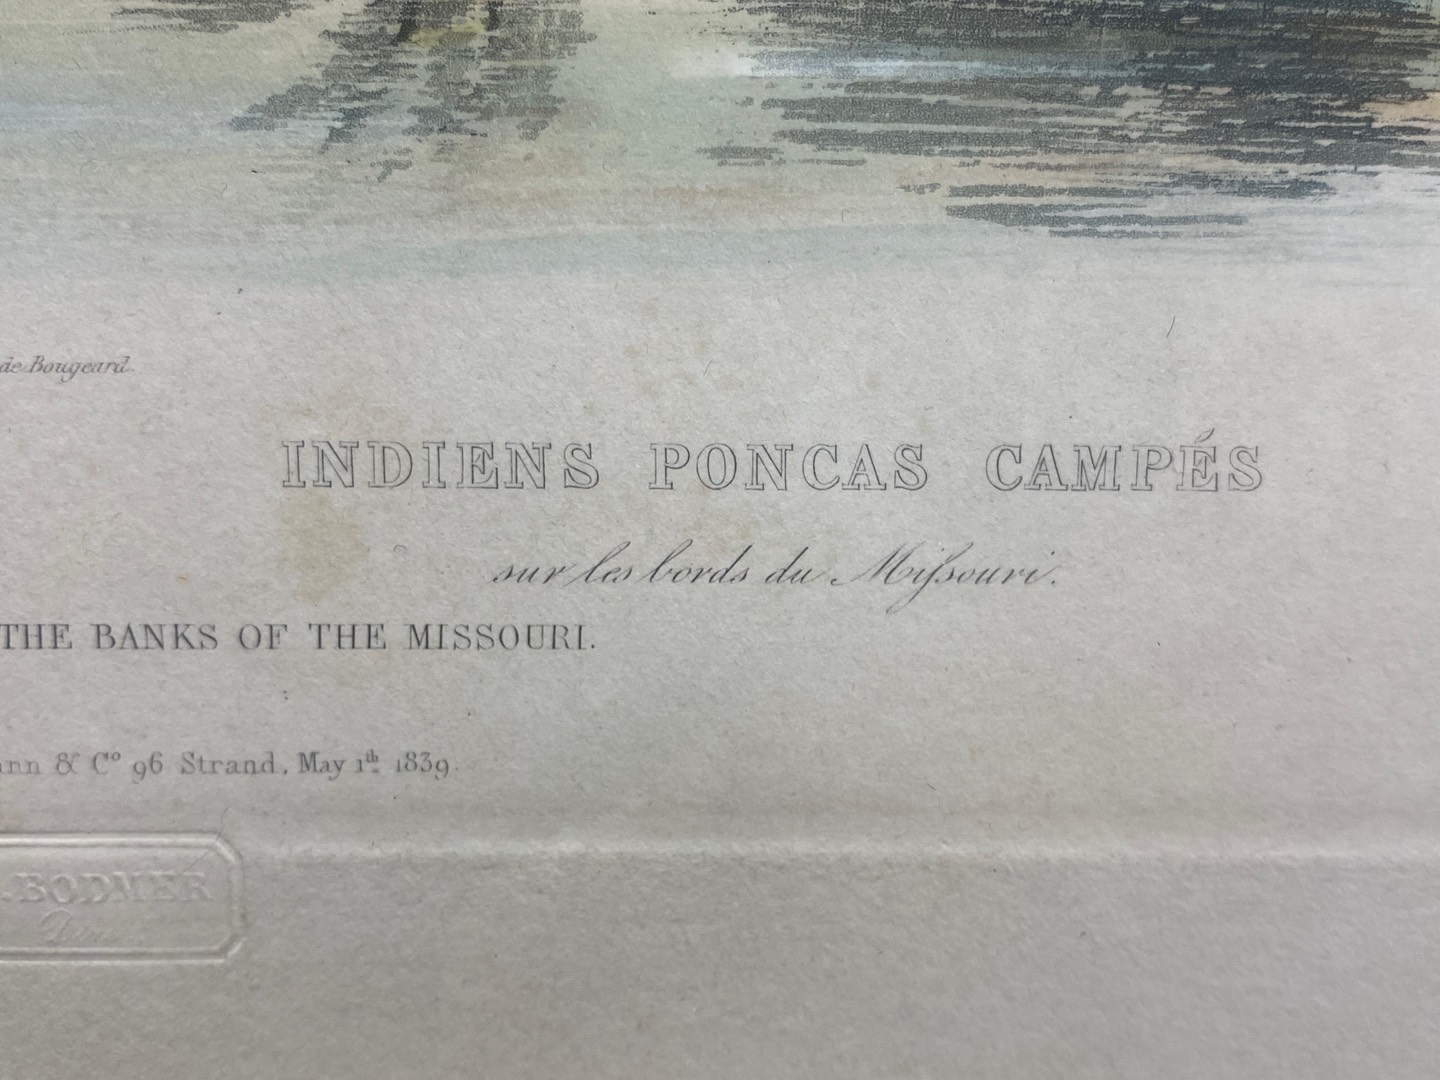 de Bougeard.
INDIENS PONCAS CAMPÉS
sur les bords du Miſsouri.
THE BANKS OF THE MISSOURI.
ann & Cº 96 Strand, May 1th 1839.
BODMER